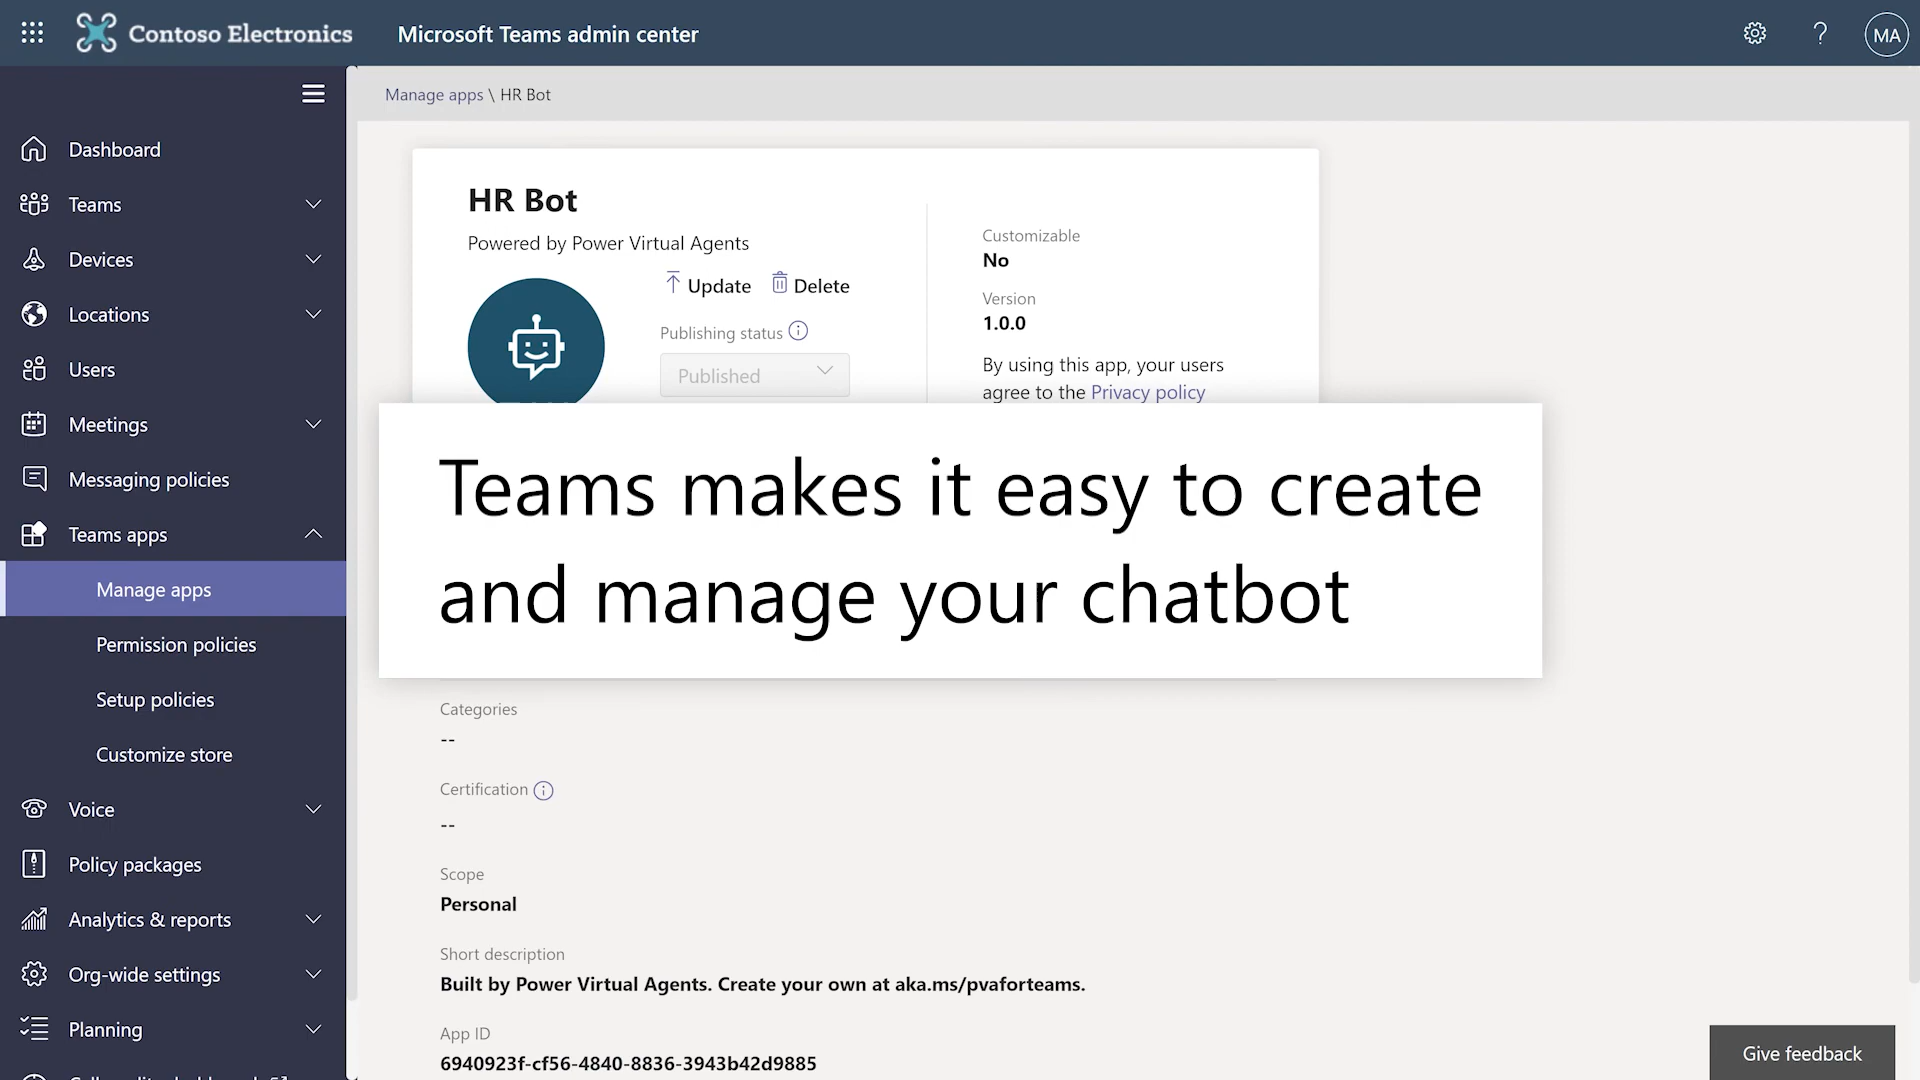 Contoso Electronics
Microsoft Teams admin center
?
MA
Manage apps \ HR Bot
Dashboard
Teams
Devices
Locations
Users
Meetings
Messaging policies
Teams apps
Manage apps
Permission policies
Setup policies
Customize store
Voice
Policy packages
Analytics & reports
Org-wide settings
Planning
HR Bot
Powered by Power Virtual Agents
Update
Delete
Publishing status
Published
Customizable
No
Version
1.0.0
By using this app, your users
agree to the Privacy policy
Teams makes it easy to create
and manage your chatbot
Categories
--
Certification
--
Scope
Personal
Short description
Built by Power Virtual Agents. Create your own at aka.ms/pvaforteams.
App ID
6940923f-cf56-4840-8836-3943b42d9885
Give feedback